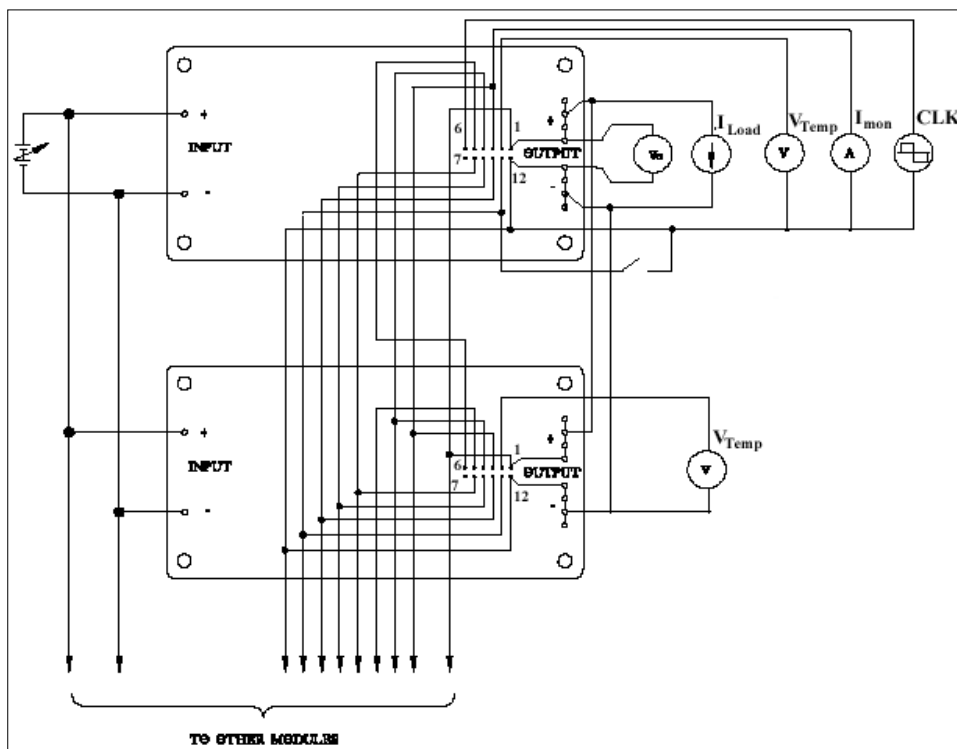 CLK
I Load
V Temp
I mon
+
INPUT
-
6
7
1
12
+
OUTPUT
-
Vo
V
A
+
INPUT
-
6
7
1
12
+
OUTPUT
-
V Temp
V
TO OTHER MODULES